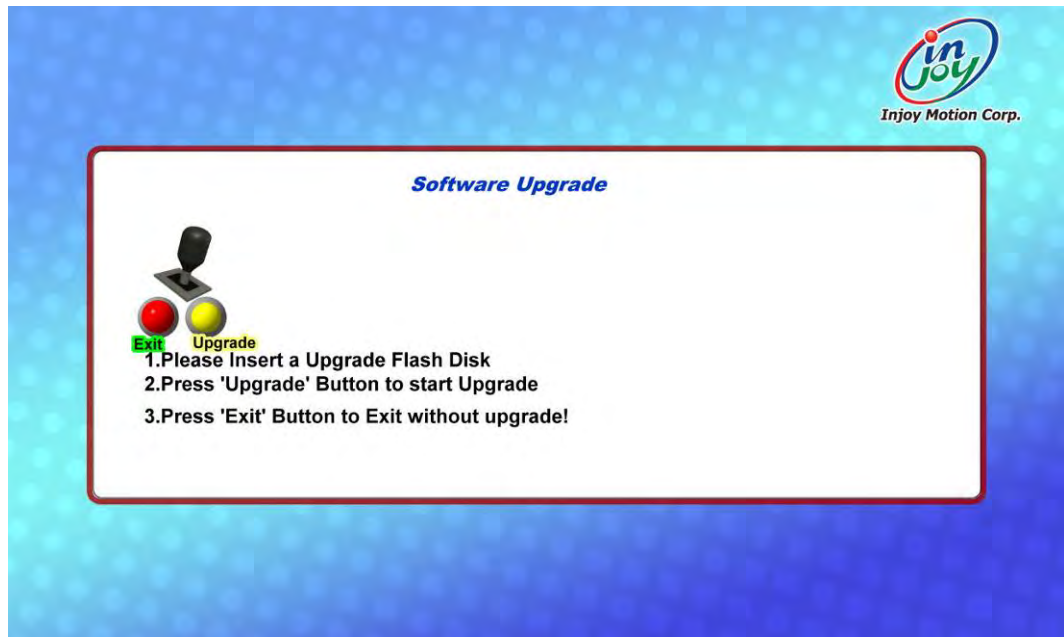 in
joy
Injoy Motion Corp.
Software Upgrade
Exit Upgrade
1.Please Insert a Upgrade Flash Disk
2.Press 'Upgrade' Button to start Upgrade
3.Press 'Exit' Button to Exit without upgrade!